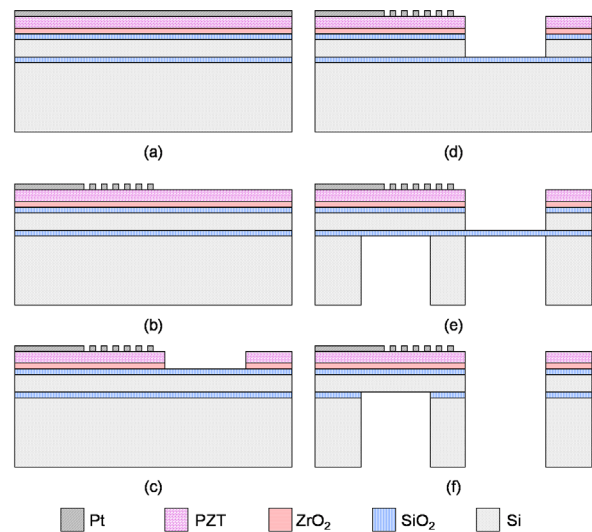 (a)
(d)
(b)
(e)
(c)
(f)
Pt PZT ZrO₂ SiO₂ Si